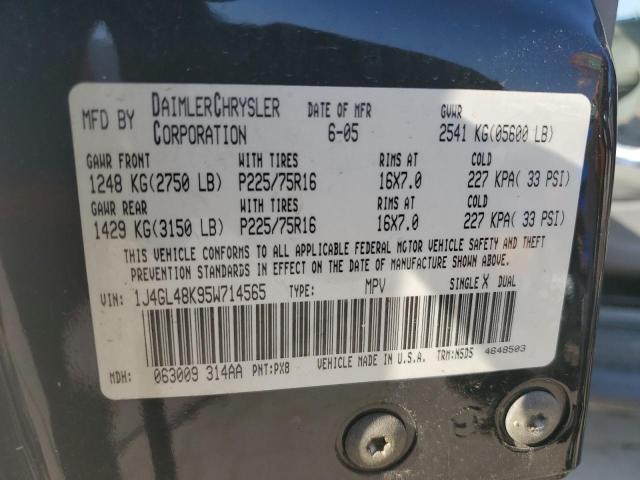 MFD BY DAIMLERCHRYSLER CORPORATION DATE OF MFR 6-05 GVWR 2541 KG(05600 LB)
GAWR FRONT WITH TIRES RIMS AT COLD
1248 KG(2750 LB) P225/75R16 16X7.0 227 KPA( 33 PSI)
GAWR REAR WITH TIRES RIMS AT COLD
1429 KG(3150 LB) P225/75R16 16X7.0 227 KPA( 33 PSI)
THIS VEHICLE CONFORMS TO ALL APPLICABLE FEDERAL MOTOR VEHICLE SAFETY AND THEFT
PREVENTION STANDARDS IN EFFECT ON THE DATE OF MANUFACTURE SHOWN ABOVE.
VIN: 1J4GL48K95W714565 TYPE: MPV SINGLE X DUAL
MDH: 063009 314AA PNT:PX8 VEHICLE MADE IN U.S.A. TRM:NSD5 4648503